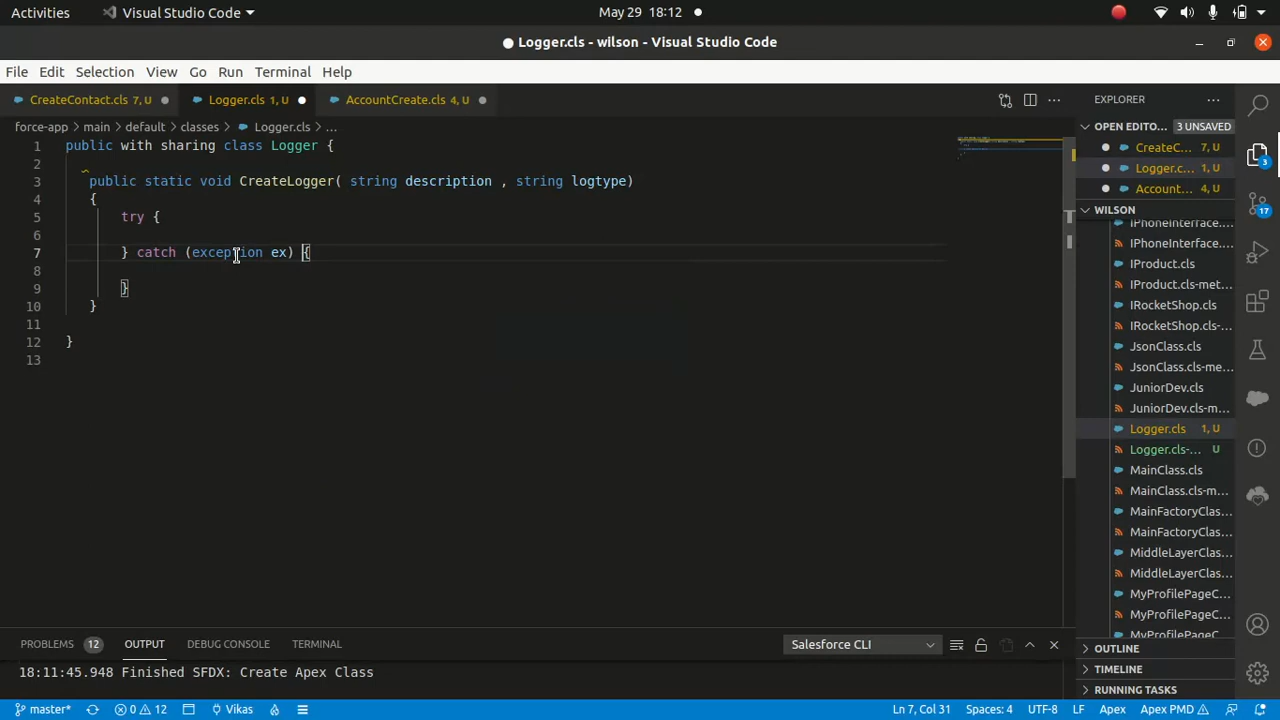 Activities
Visual Studio Code
May 29 18:12
Logger.cls - wilson - Visual Studio Code
File Edit Selection View Go Run Terminal Help
CreateContact.cls 7, U
Logger.cls 1, U
AccountCreate.cls 4, U
force-app > main > default > classes > Logger.cls > ...
1 public with sharing class Logger {
2
3 public static void CreateLogger( string description , string logtype)
4 {
5 try {
6
7 } catch (exception ex) {
8
9 }
10 }
11
12 }
13
EXPLORER
OPEN EDITO... 3 UNSAVED
CreateC... 7, U
Logger.c... 1, U
Account... 4, U
WILSON
IPhoneInterface...
IPhoneInterface...
IProduct.cls
IProduct.cls-met...
IRocketShop.cls
IRocketShop.cls-...
JsonClass.cls
JsonClass.cls-me...
JuniorDev.cls
JuniorDev.cls-m...
Logger.cls 1, U
Logger.cls-... U
MainClass.cls
MainClass.cls-m...
MainFactoryClas...
MainFactoryClas...
MiddleLayerClas...
MiddleLayerClas...
MyProfilePageC...
MyProfilePageC...
MyProfilePageC
OUTLINE
TIMELINE
RUNNING TASKS
3
17
PROBLEMS 12 OUTPUT DEBUG CONSOLE TERMINAL
Salesforce CLI
18:11:45.948 Finished SFDX: Create Apex Class
master* 0 12 Vikas
Ln 7, Col 31 Spaces: 4 UTF-8 LF Apex Apex PMD